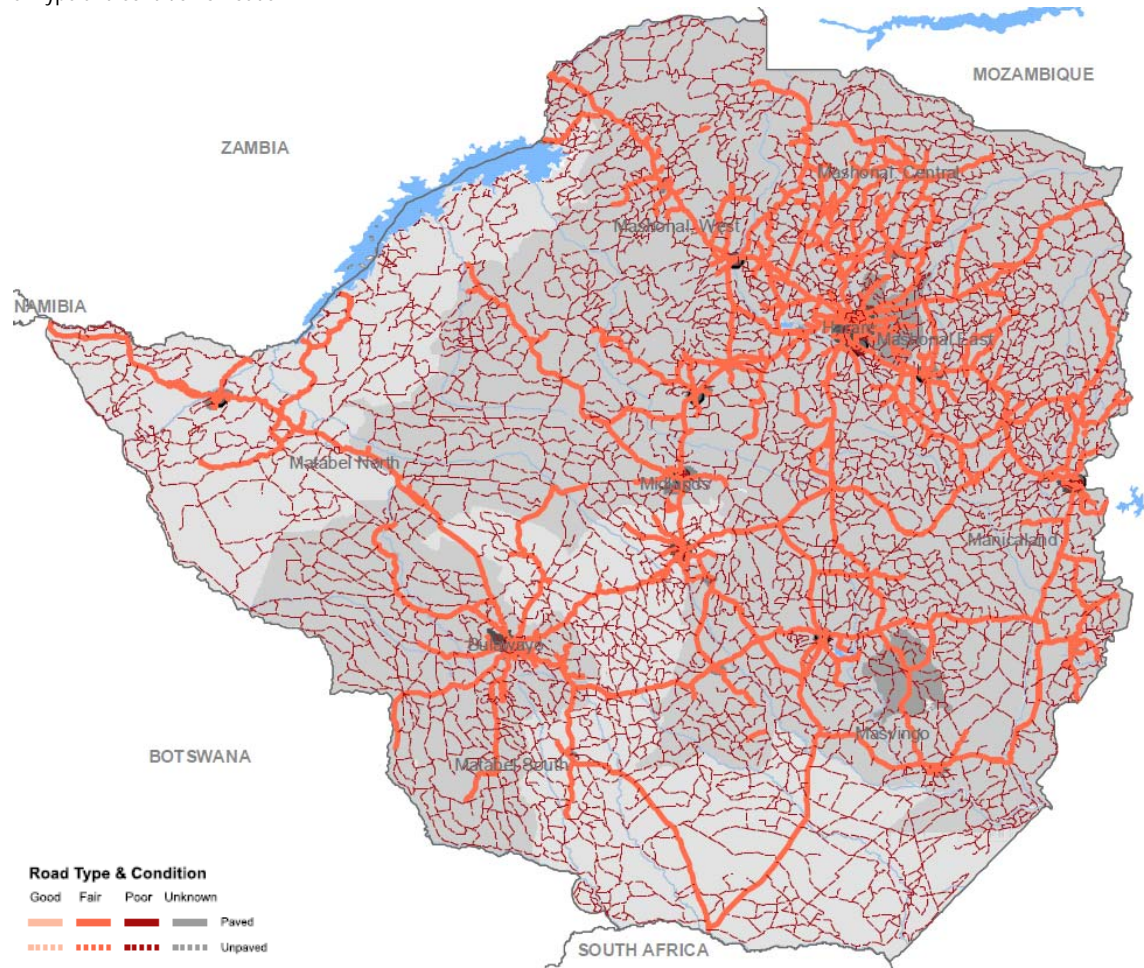 MOZAMBIQUE
ZAMBIA
Mashonal Central
Mashonal West
NAMIBIA
Harare
Mashonal East
Matabel North
Midlands
Manicaland
Bulawayo
Masvingo
BOTSWANA
Matabel South
Road Type & Condition
Good Fair Poor Unknown
Paved
Unpaved
SOUTH AFRICA